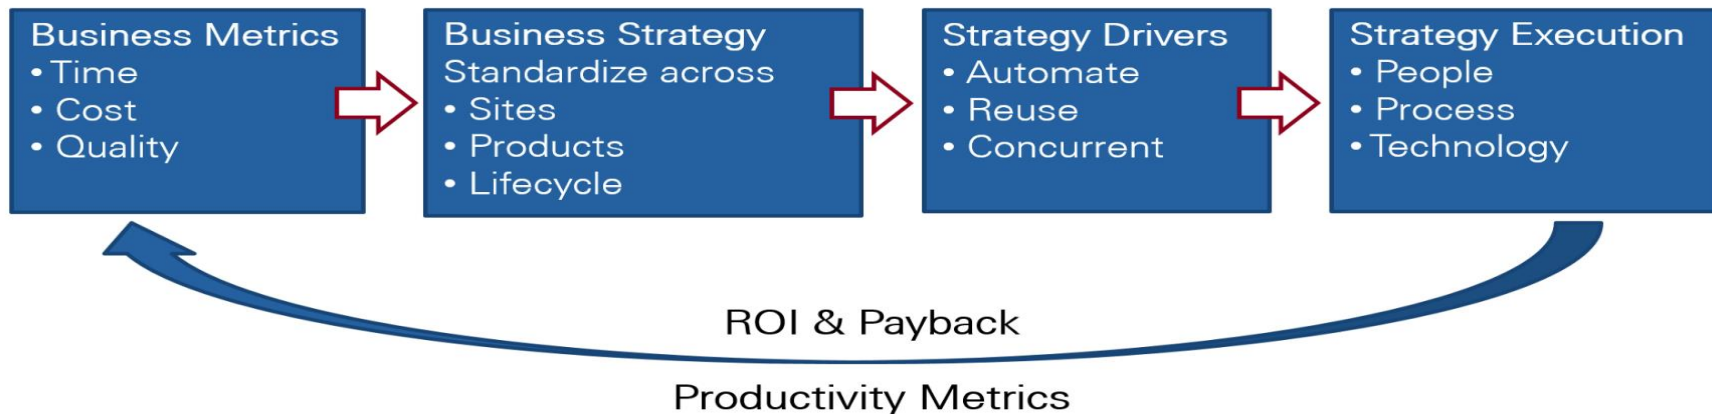 Business Metrics
• Time
• Cost
• Quality
Business Strategy
Standardize across
• Sites
• Products
• Lifecycle
Strategy Drivers
• Automate
• Reuse
• Concurrent
Strategy Execution
• People
• Process
• Technology
ROI & Payback
Productivity Metrics